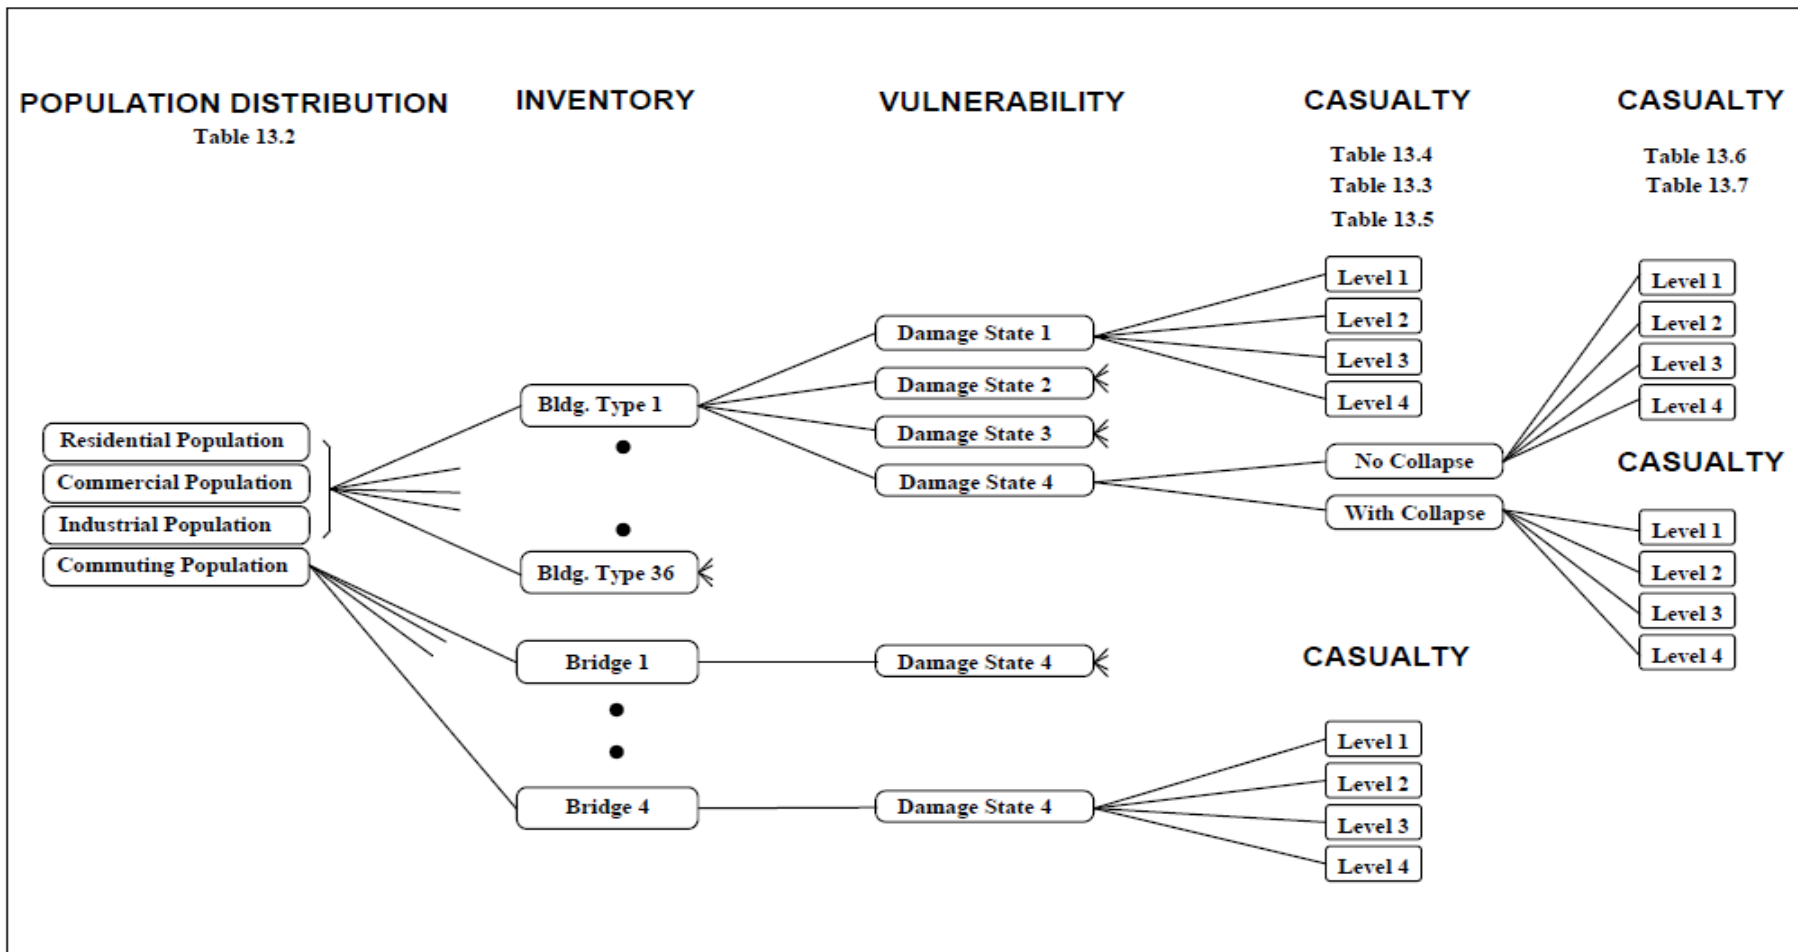 POPULATION DISTRIBUTION
Table 13.2
INVENTORY
VULNERABILITY
CASUALTY
Table 13.4
Table 13.3
Table 13.5
CASUALTY
Table 13.6
Table 13.7
Residential Population
Commercial Population
Industrial Population
Commuting Population
Bldg. Type 1
Bldg. Type 36
Bridge 1
Bridge 4
Damage State 1
Damage State 2
Damage State 3
Damage State 4
Damage State 4
Damage State 4
Level 1
Level 2
Level 3
Level 4
No Collapse
With Collapse
CASUALTY
Level 1
Level 2
Level 3
Level 4
Level 1
Level 2
Level 3
Level 4
CASUALTY
Level 1
Level 2
Level 3
Level 4